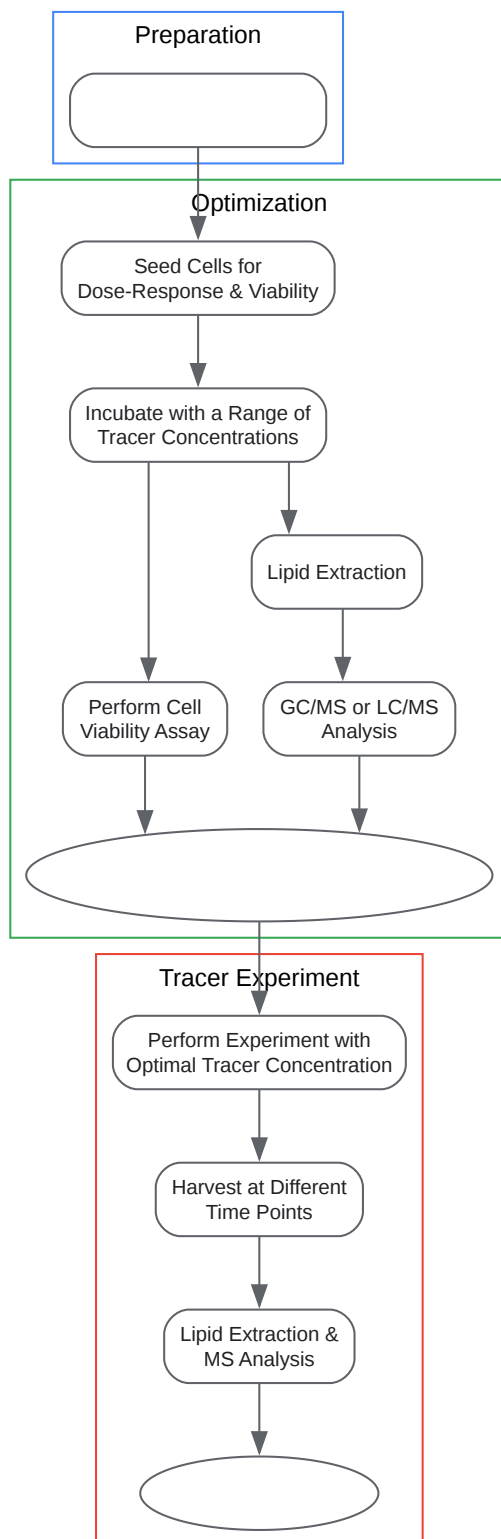 Preparation
Optimization
Seed Cells for
Dose-Response & Viability
Incubate with a Range of
Tracer Concentrations
Lipid Extraction
Perform Cell
Viability Assay
GC/MS or LC/MS
Analysis
Tracer Experiment
Perform Experiment with
Optimal Tracer Concentration
Harvest at Different
Time Points
Lipid Extraction &
MS Analysis